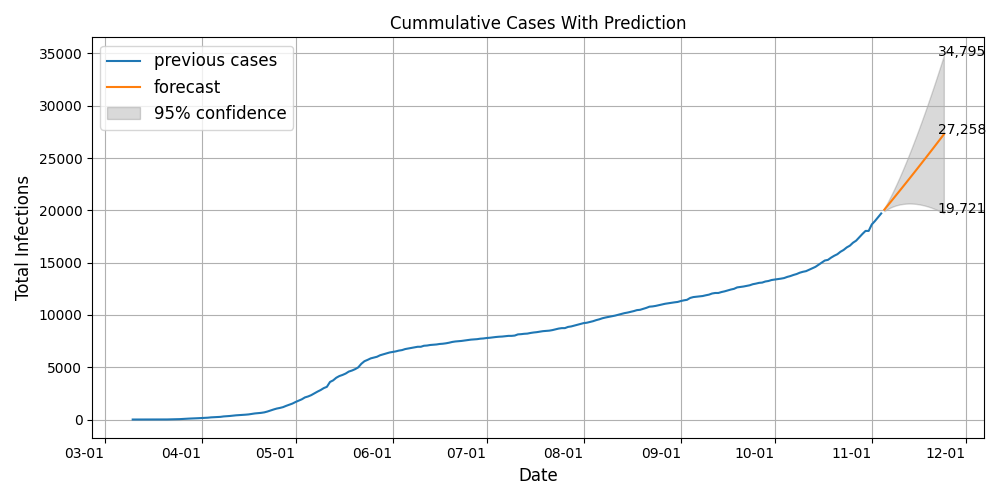 Cummulative Cases With Prediction
35000
30000
25000
20000
15000
10000
5000
0
Total Infections
previous cases
forecast
95% confidence
34,795
27,258
19,721
03-01 04-01 05-01 06-01 07-01 08-01 09-01 10-01 11-01 12-01
Date